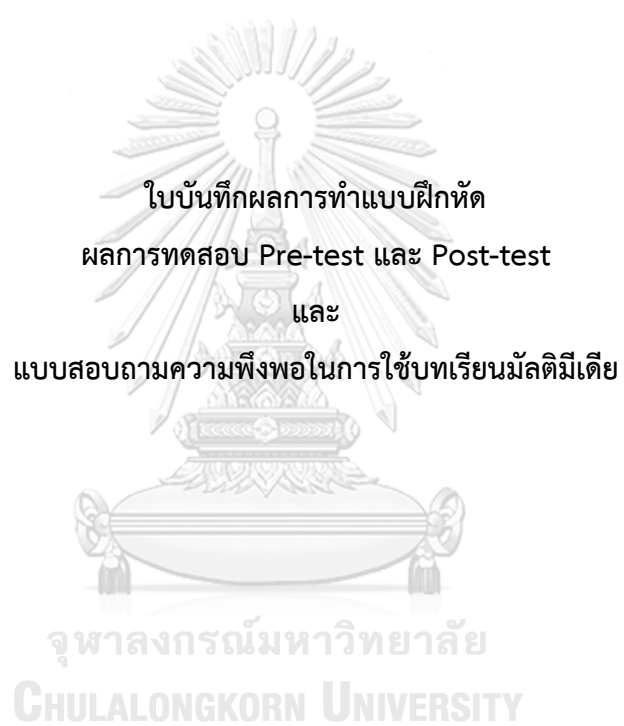 ใบบันทึกผลการทำแบบฝึกหัด
ผลการทดสอบ Pre-test และ Post-test
และ
แบบสอบถามความพึงพอในการใช้บทเรียนมัลติมีเดีย
จุฬาลงกรณ์มหาวิทยาลัย
CHULALONGKORN UNIVERSITY